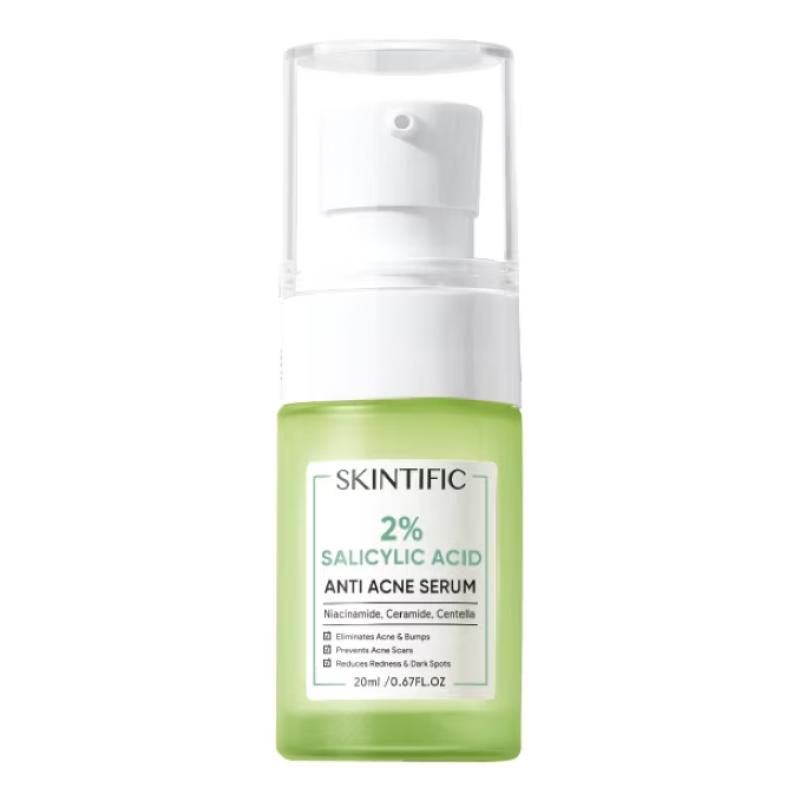 SKINTIFIC
2%
SALICYLIC ACID
ANTI ACNE SERUM
Niacinamide, Ceramide, Centella
Eliminates Acne & Bumps
Prevents Acne Scars
Reduces Redness & Dark Spots
20ml /0.67FL.OZ